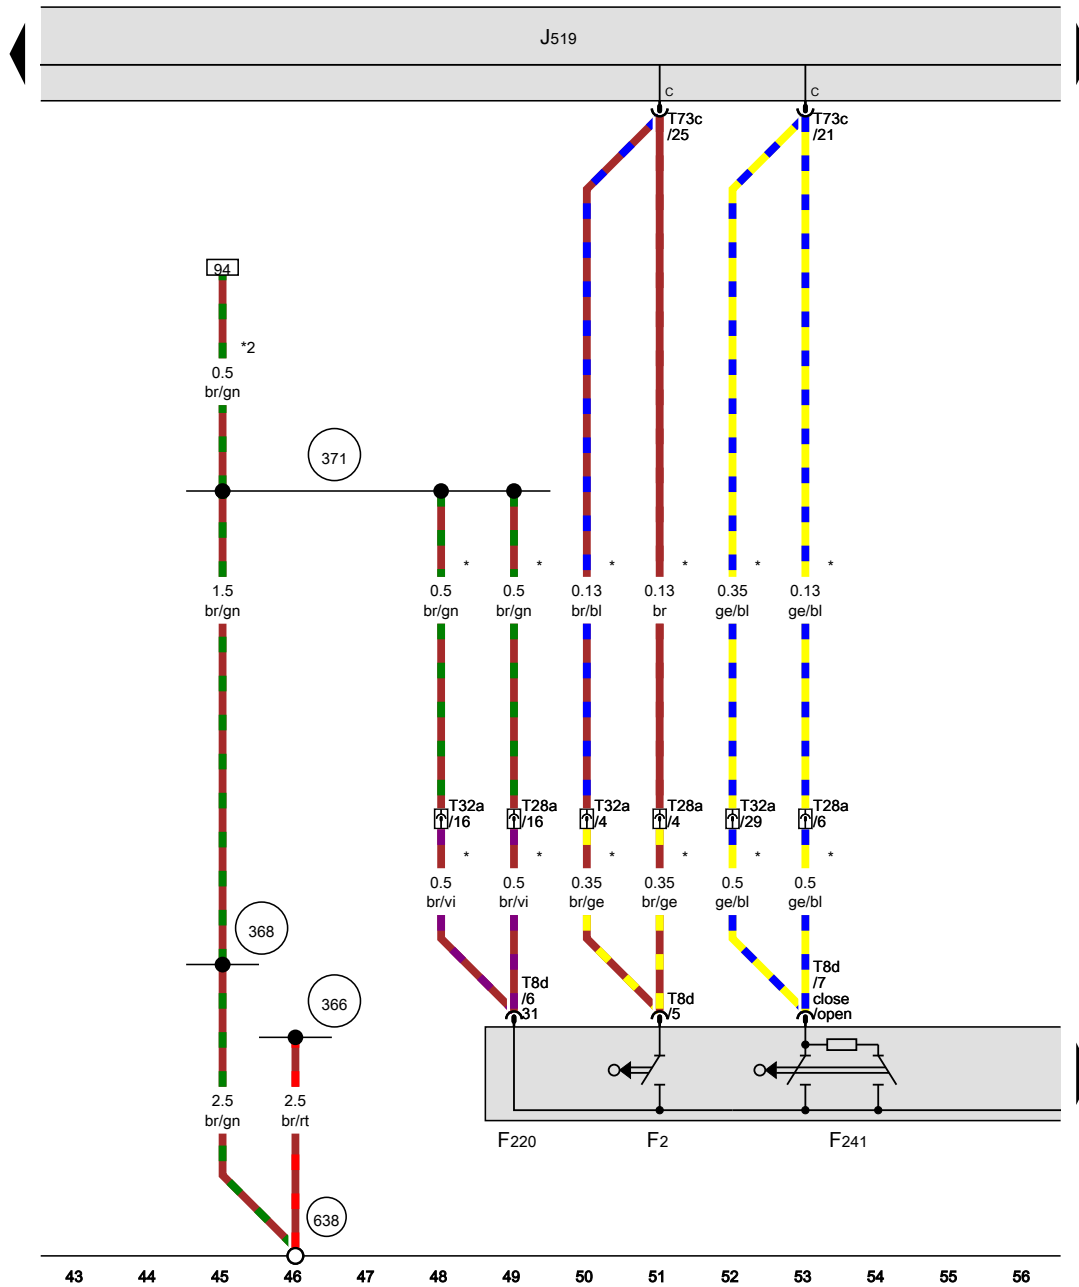 J519
c
c
T73c
/25
T73c
/21
94
*2
0.5
br/gn
371
* * * * * *
1.5 0.5 0.5 0.13 0.13 0.35 0.13
br/gn br/gn br/gn br/bl br ge/bl ge/bl
T32a T28a T32a T28a T32a T28a
/16 /16 /4 /4 /29 /6
* * * * * *
0.5 0.5 0.35 0.35 0.5 0.5
br/vi br/vi br/ge br/ge ge/bl ge/bl
368
T8d
/6
31
T8d
/5
T8d
/7
close
/open
366
2.5 2.5
br/gn br/rt
F220 F2 F241
638
43 44 45 46 47 48 49 50 51 52 53 54 55 56